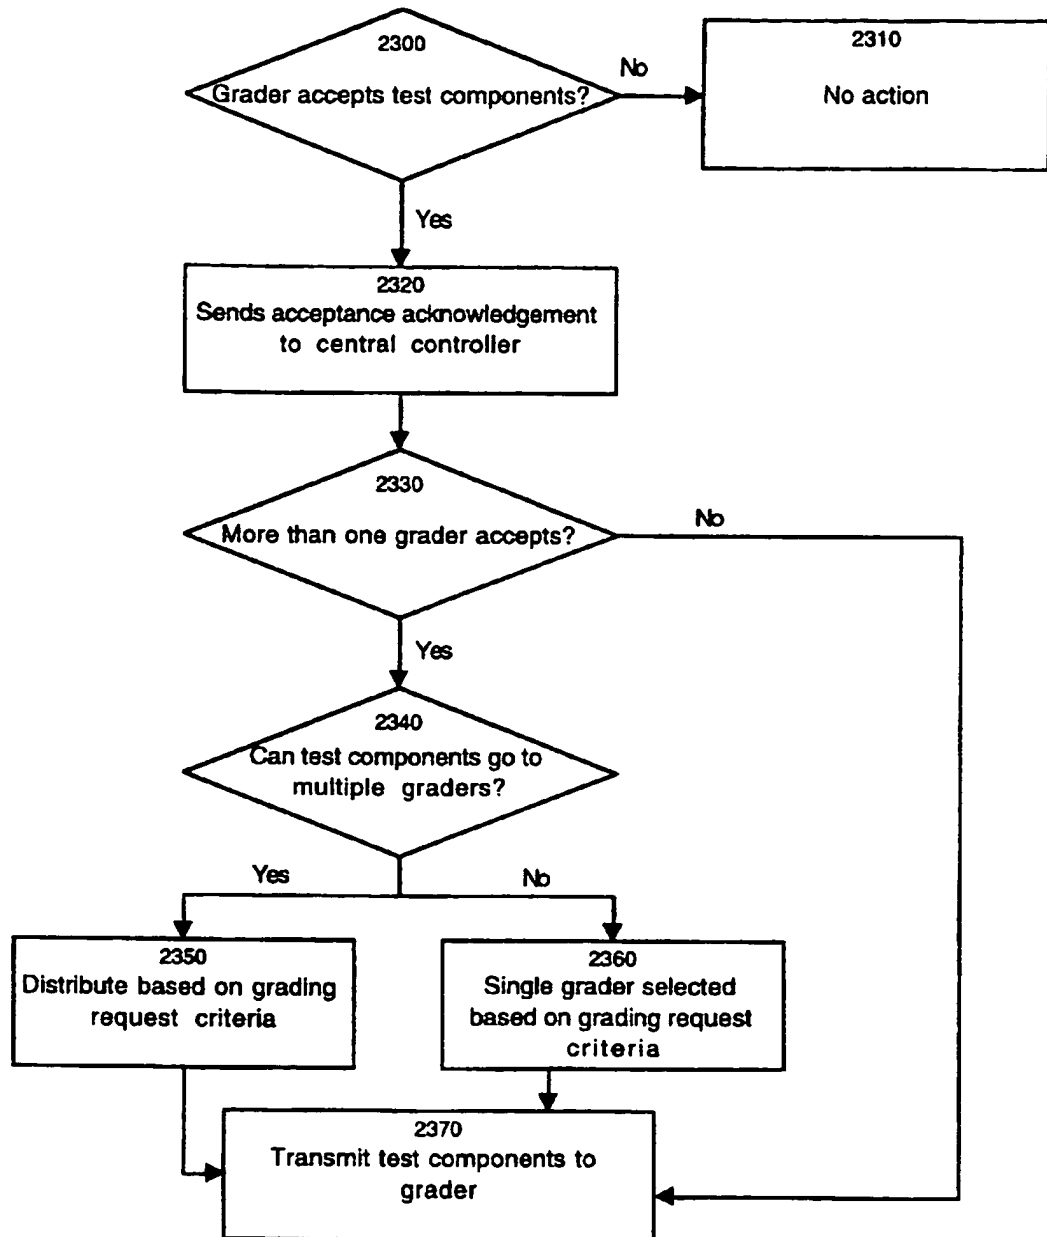 2300
Grader accepts test components?
No
2310
No action
Yes
2320
Sends acceptance acknowledgement
to central controller
2330
More than one grader accepts?
No
Yes
2340
Can test components go to
multiple graders?
Yes
No
2350
Distribute based on grading
request criteria
2360
Single grader selected
based on grading request
criteria
2370
Transmit test components to
grader